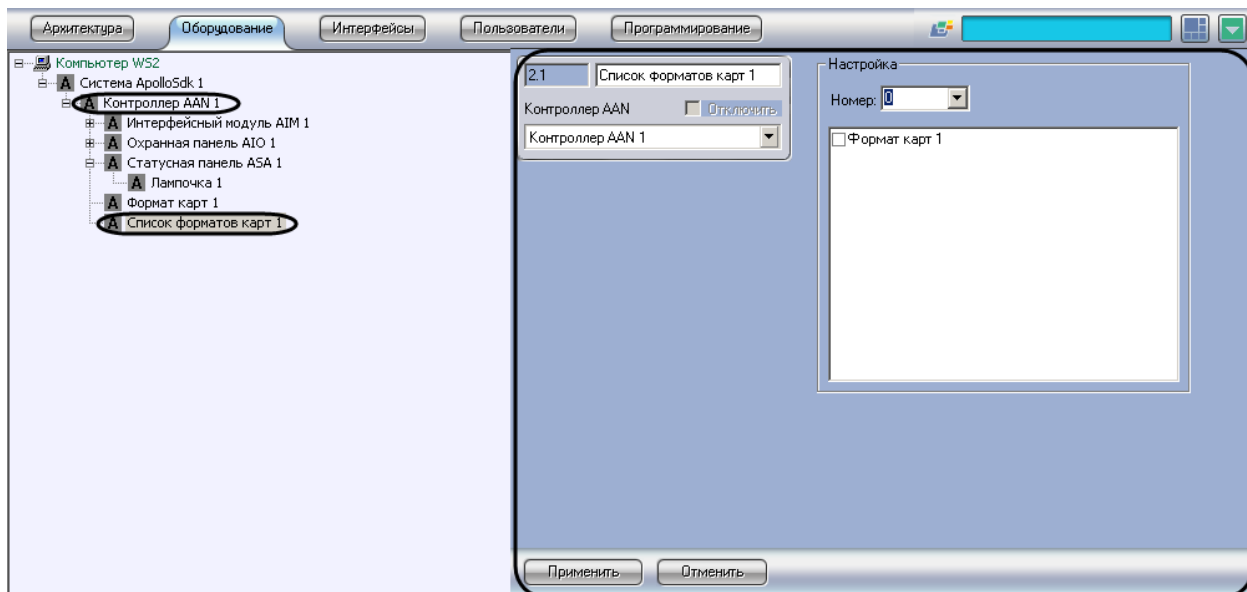 Архитектура Оборудование Интерфейсы Пользователи Программирование
Компьютер WS2
Система ApolloSdk 1
Контроллер AAN 1
Интерфейсный модуль AIM 1
Охранная панель AIO 1
Статусная панель ASA 1
Лампочка 1
Формат карт 1
Список форматов карт 1
2.1 Список форматов карт 1
Контроллер AAN Отключить
Контроллер AAN 1
Настройка
Номер: 0
Формат карт 1
Применить Отменить